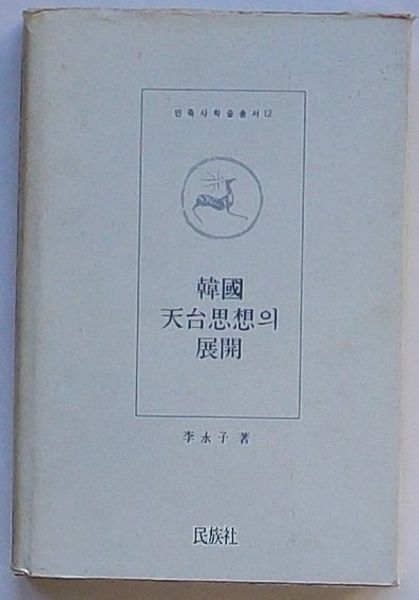 민족사학술총서 12
韓國
天台思想의
展開
李永子 著
民族社